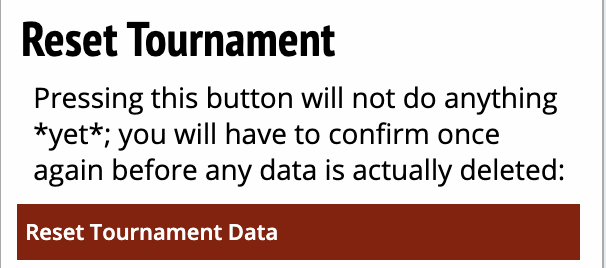 Reset Tournament
Pressing this button will not do anything
*yet*; you will have to confirm once
again before any data is actually deleted:
Reset Tournament Data